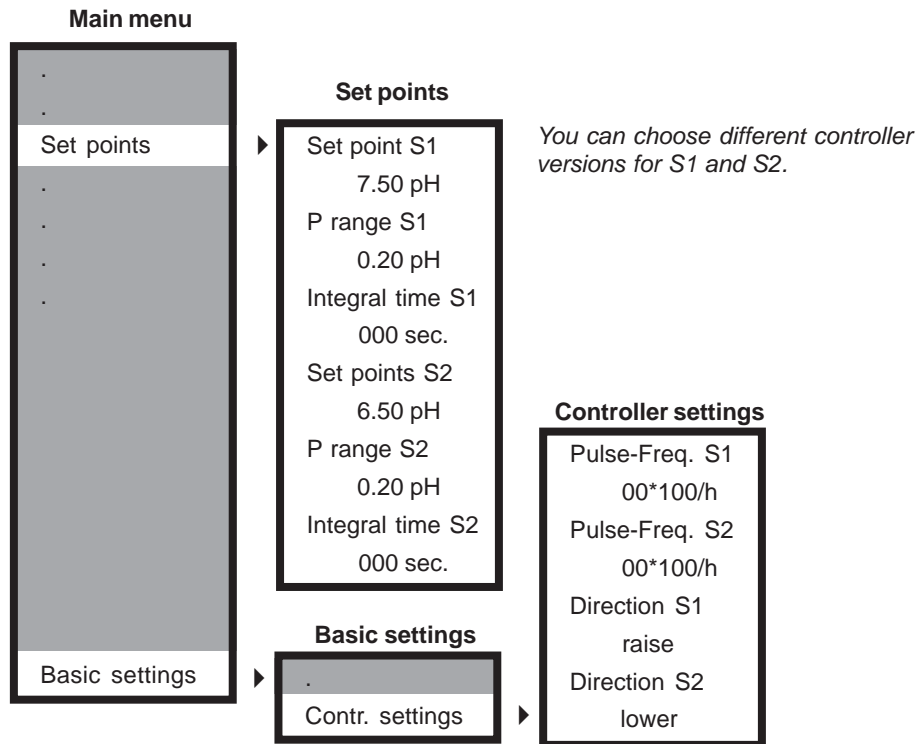 Main menu
.
.
Set points
.
.
.
.
Basic settings
Set points
Set point S1
7.50 pH
P range S1
0.20 pH
Integral time S1
000 sec.
Set points S2
6.50 pH
P range S2
0.20 pH
Integral time S2
000 sec.
You can choose different controller
versions for S1 and S2.
Basic settings
.
Contr. settings
Controller settings
Pulse-Freq. S1
00*100/h
Pulse-Freq. S2
00*100/h
Direction S1
raise
Direction S2
lower